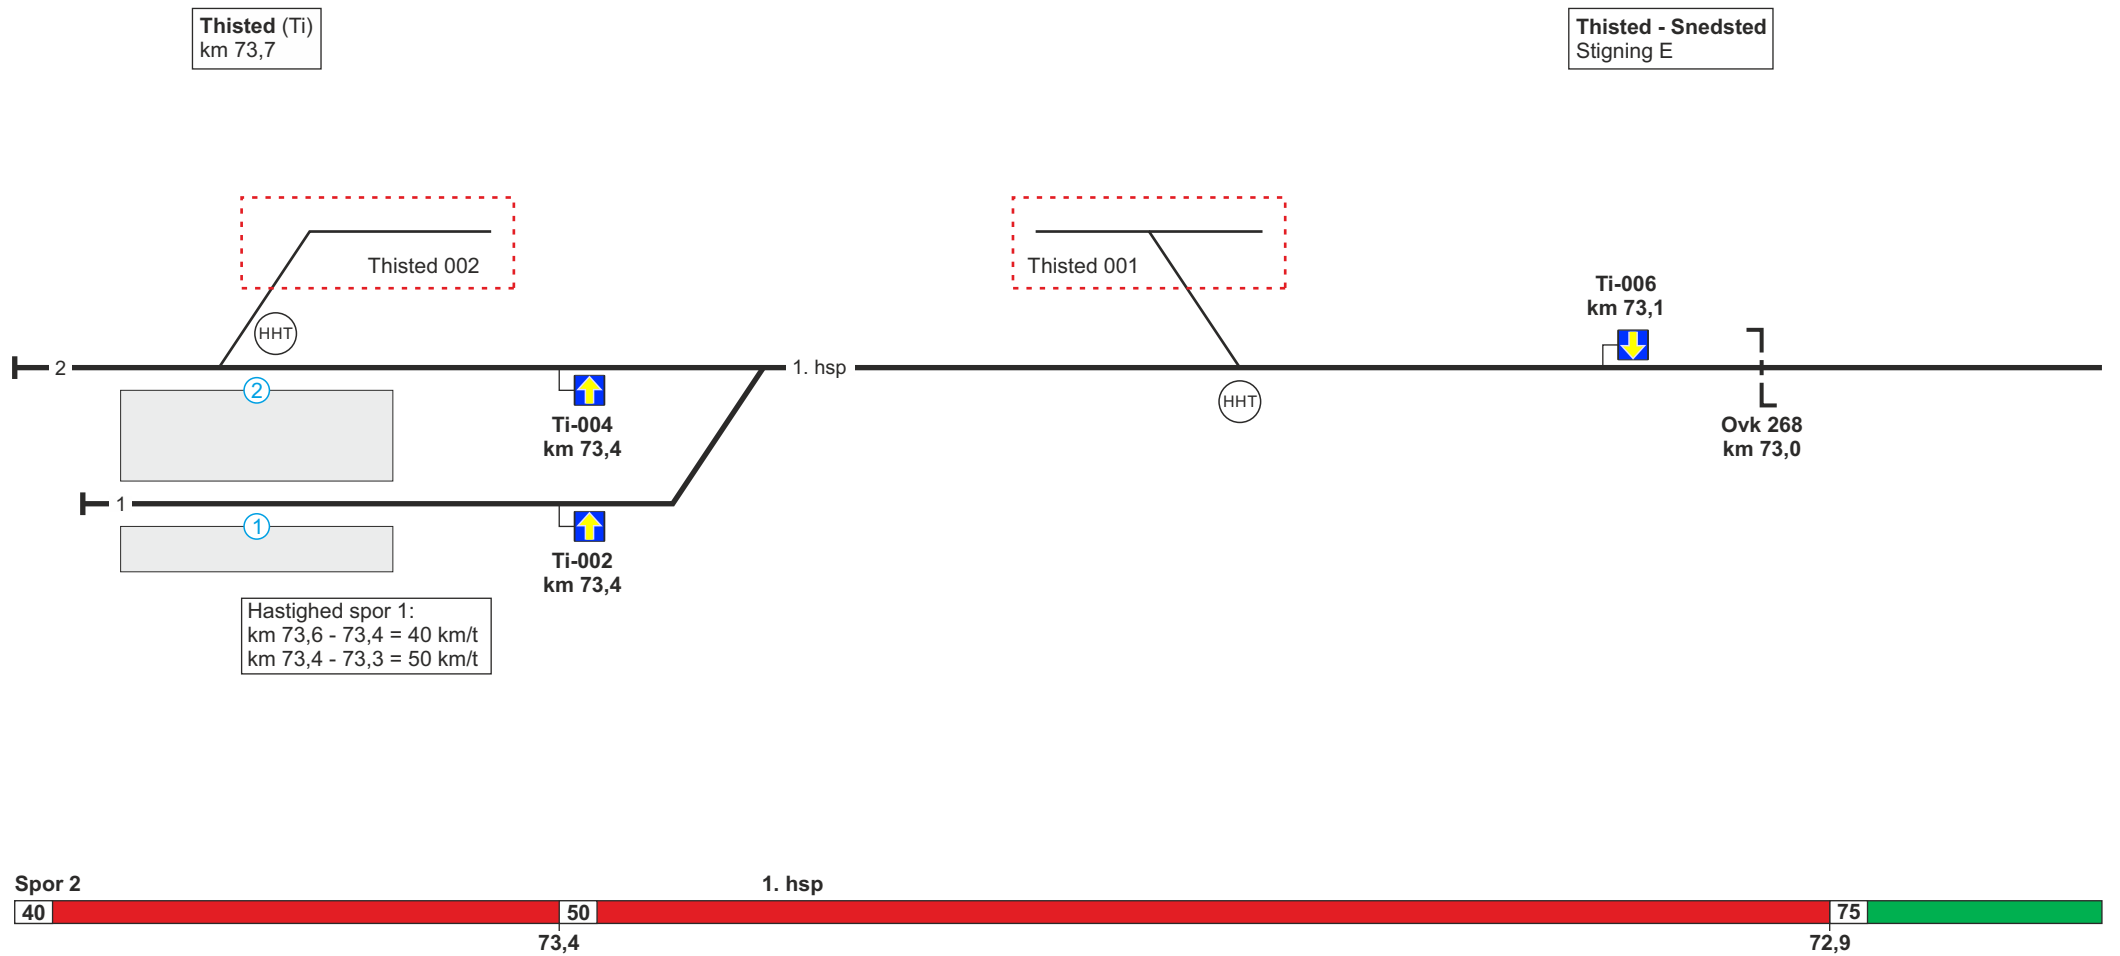 Thisted (Ti)
km 73,7
Thisted - Snedsted
Stigning E
Thisted 002
Thisted 001
Ti-006
km 73,1
HHT
2
1. hsp
2
HHT
Ti-004
km 73,4
Ovk 268
km 73,0
1
1
Ti-002
km 73,4
Hastighed spor 1:
km 73,6 - 73,4 = 40 km/t
km 73,4 - 73,3 = 50 km/t
Spor 2
1. hsp
40
50
75
73,4
72,9